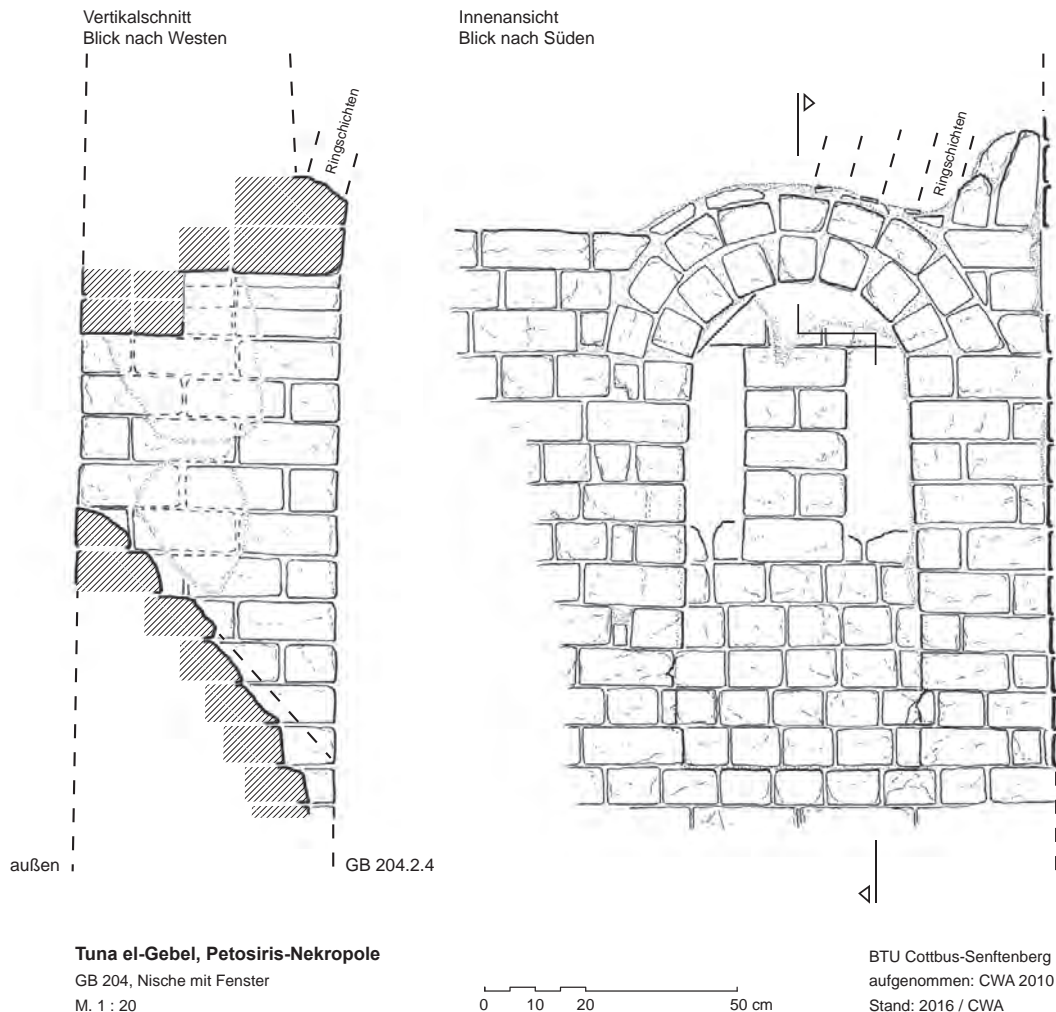 Vertikalschnitt
Blick nach Westen
Innenansicht
Blick nach Süden
Ringschichten
Ringschichten
außen
GB 204.2.4
Tuna el-Gebel, Petosiris-Nekropole
GB 204, Nische mit Fenster
M. 1 : 20
0 10 20 50 cm
BTU Cottbus-Senftenberg
aufgenommen: CWA 2010
Stand: 2016 / CWA